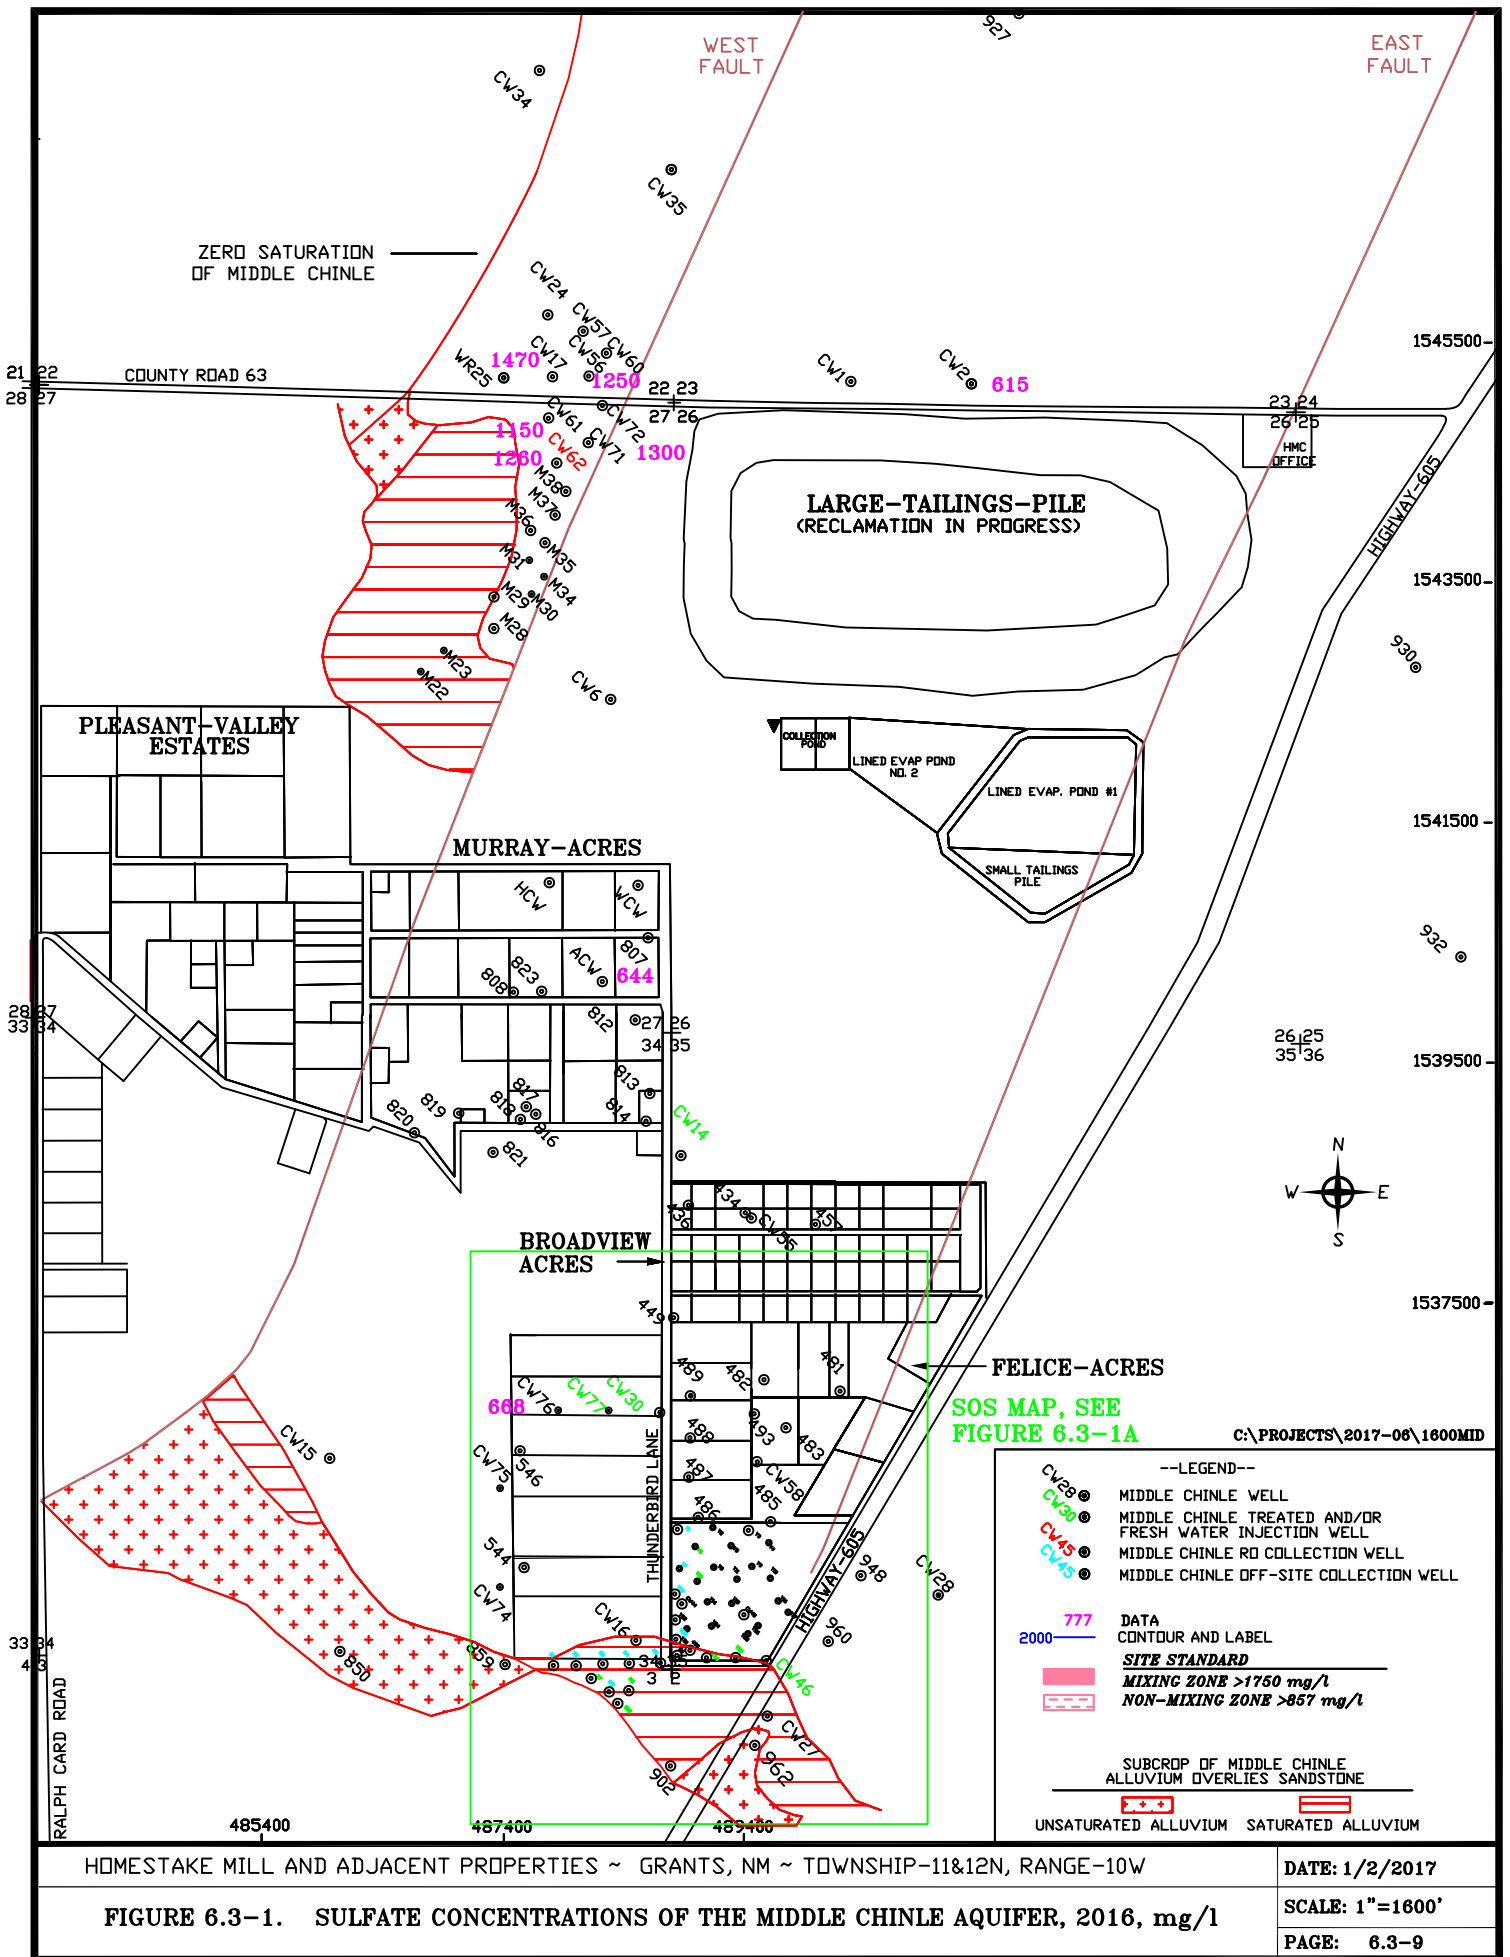 927
WEST
FAULT
EAST
FAULT
CW34
CW35
ZERO SATURATION
OF MIDDLE CHINLE
CW24
CW57
CW60
CW56
CW17
WR25
1470
1250
1545500
21 22
28 27
COUNTY ROAD 63
22 23
27 26
CW1
CW2
615
23 24
26 25
HMC
OFFICE
CW61
CW72
1150
CW62
CW71
1300
1260
M38
M37
M36
M35
M31
M34
M29
M30
M28
M23
M22
CW6
LARGE-TAILINGS-PILE
(RECLAMATION IN PROGRESS)
HIGHWAY-605
1543500
930
PLEASANT-VALLEY
ESTATES
COLLECTION
POND
LINED EVAP POND
NO. 2
LINED EVAP. POND #1
SMALL TAILINGS
PILE
1541500
MURRAY-ACRES
HCW
WCW
807
ACW
644
823
808
812
932
28 27
33 34
27 26
34 35
26 25
35 36
1539500
813
814
817
818
816
819
820
821
CW14
N
W E
S
436
434
CW55
457
BROADVIEW
ACRES
449
1537500
489
482
481
FELICE-ACRES
668
CW76
CW77
CW30
SOS MAP, SEE
FIGURE 6.3-1A
C:\PROJECTS\2017-06\1600MID
CW15
CW75
546
THUNDERBIRD LANE
488
493
483
487
CW58
485
486
544
CW74
CW16
HIGHWAY-605
948
CW28
960
859
850
33 34
4 3
34 35
3 2
CW46
CW27
962
902
RALPH CARD ROAD
485400
487400
489400
--LEGEND--
CW28 MIDDLE CHINLE WELL
CW30 MIDDLE CHINLE TREATED AND/OR
FRESH WATER INJECTION WELL
CW45 MIDDLE CHINLE RO COLLECTION WELL
CW45 MIDDLE CHINLE OFF-SITE COLLECTION WELL
777 DATA
2000 CONTOUR AND LABEL
SITE STANDARD
MIXING ZONE >1750 mg/l
NON-MIXING ZONE >857 mg/l
SUBCROP OF MIDDLE CHINLE
ALLUVIUM OVERLIES SANDSTONE
UNSATURATED ALLUVIUM SATURATED ALLUVIUM
HOMESTAKE MILL AND ADJACENT PROPERTIES ~ GRANTS, NM ~ TOWNSHIP-11&12N, RANGE-10W
DATE: 1/2/2017
FIGURE 6.3-1. SULFATE CONCENTRATIONS OF THE MIDDLE CHINLE AQUIFER, 2016, mg/l
SCALE: 1"=1600'
PAGE: 6.3-9